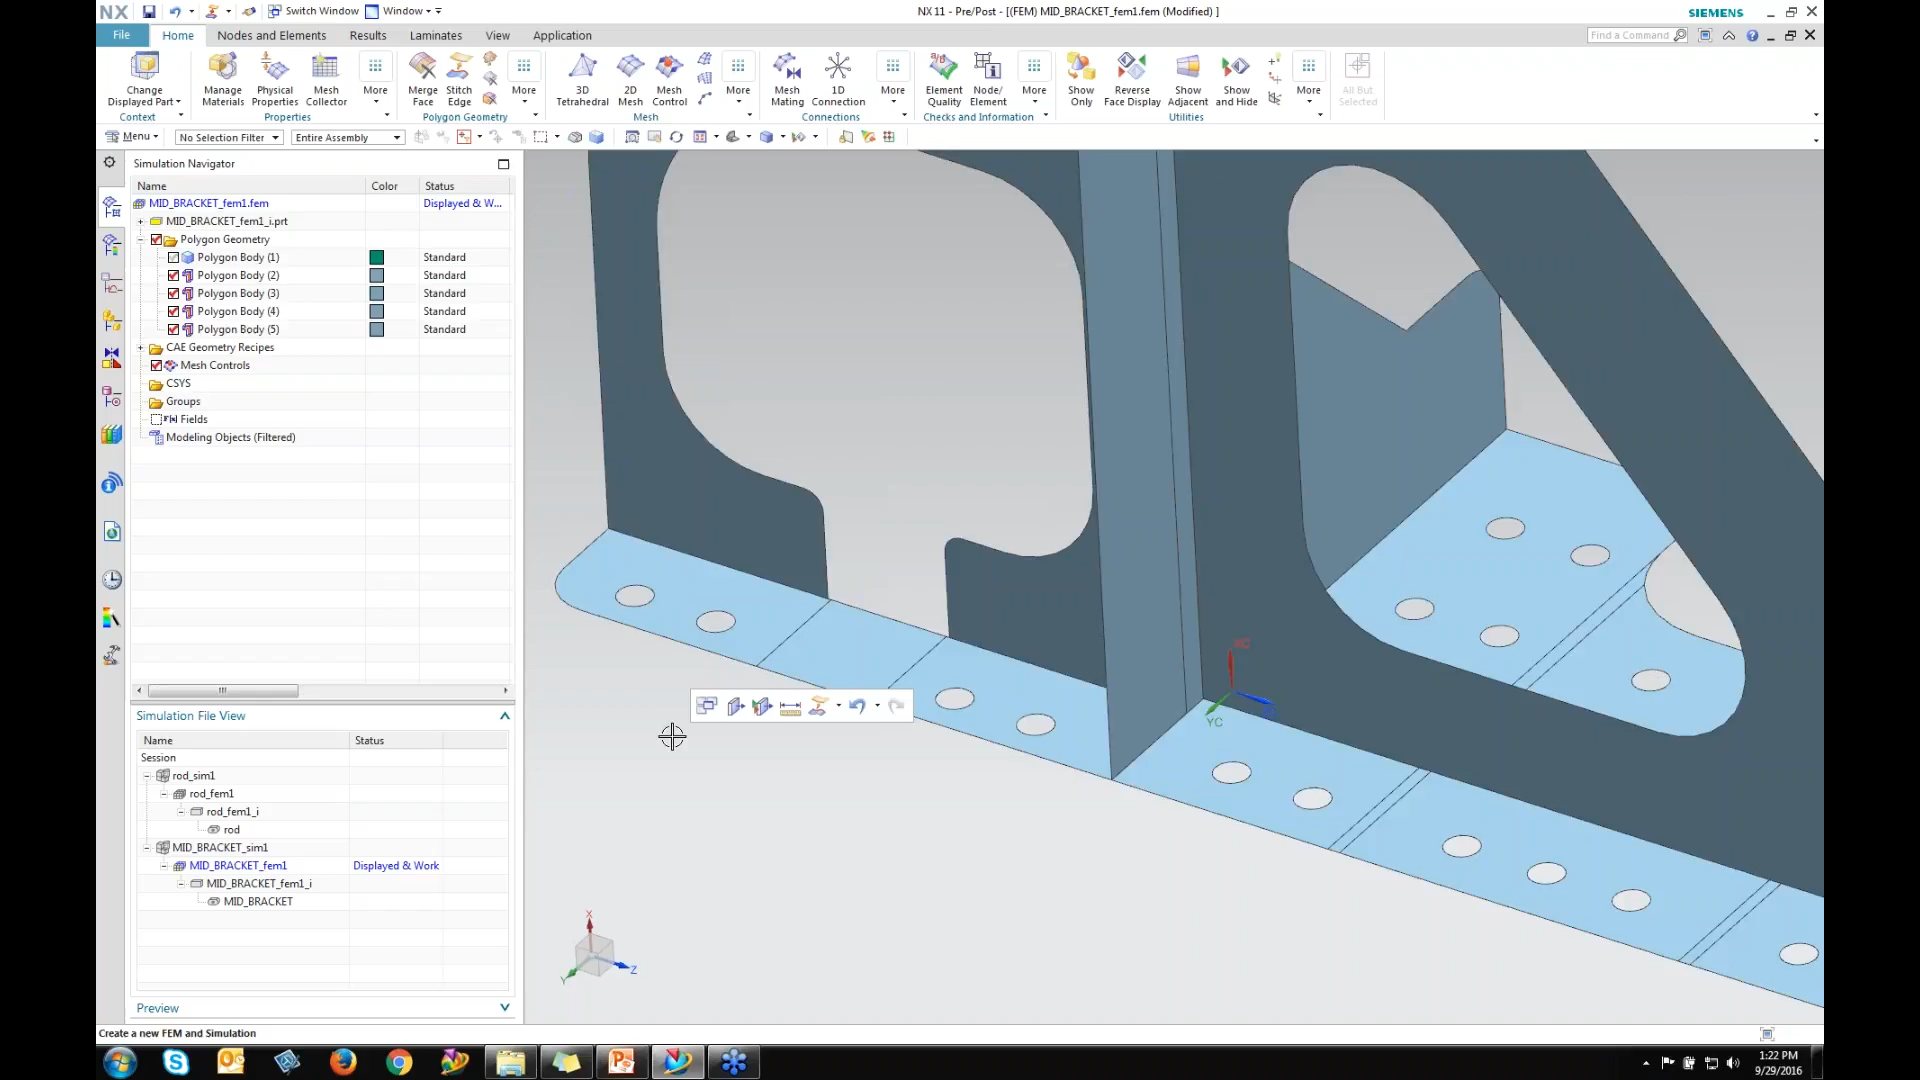 NX Switch Window Window NX 11 - Pre/Post - [(FEM) MID_BRACKET_fem1.fem (Modified) ] SIEMENS
File Home Nodes and Elements Results Laminates View Application Find a Command
Change Displayed Part Manage Materials Physical Properties Mesh Collector More Merge Face Stitch Edge More 3D Tetrahedral 2D Mesh Mesh Control More Mesh Mating 1D Connection More Element Quality Node/Element More Show Only Reverse Face Display Show Adjacent Show and Hide More All But Selected
Context Properties Polygon Geometry Mesh Connections Checks and Information Utilities
Menu No Selection Filter Entire Assembly
Simulation Navigator
Name Color Status
MID_BRACKET_fem1.fem Displayed & W...
MID_BRACKET_fem1_i.prt
Polygon Geometry
Polygon Body (1) Standard
Polygon Body (2) Standard
Polygon Body (3) Standard
Polygon Body (4) Standard
Polygon Body (5) Standard
CAE Geometry Recipes
Mesh Controls
CSYS
Groups
Fields
Modeling Objects (Filtered)
Simulation File View
Name Status
Session
rod_sim1
rod_fem1
rod_fem1_i
rod
MID_BRACKET_sim1
MID_BRACKET_fem1 Displayed & Work
MID_BRACKET_fem1_i
MID_BRACKET
Preview
YC
X
Y
Z
Create a new FEM and Simulation
1:22 PM
9/29/2016